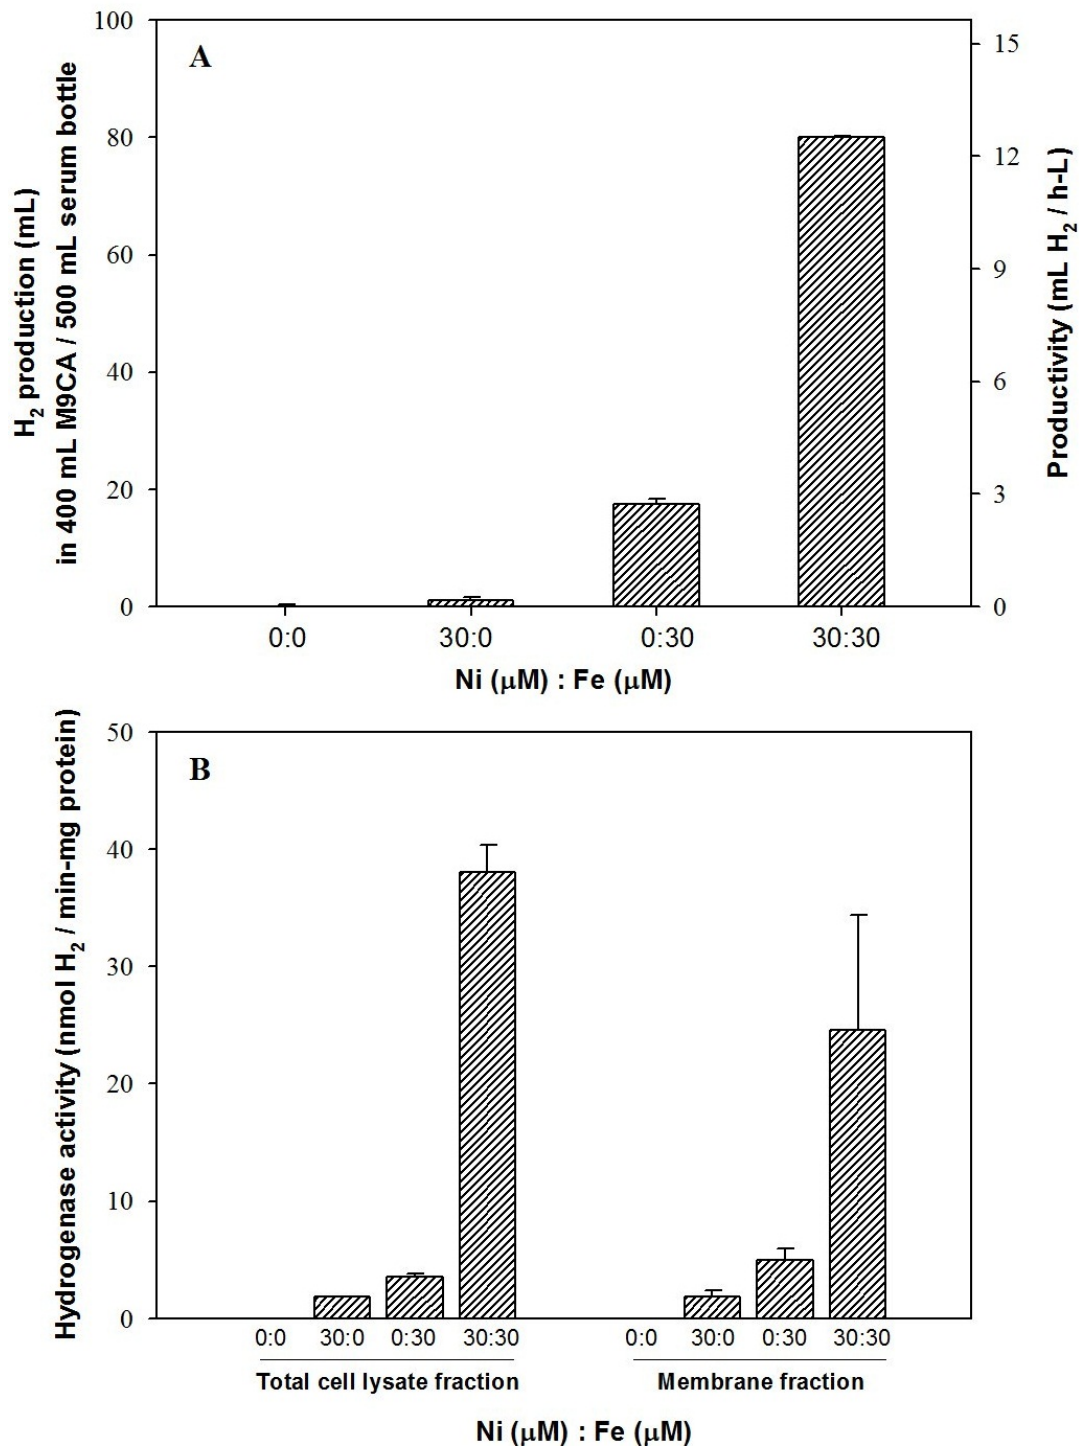 A
H2 production (mL)
in 400 mL M9CA / 500 mL serum bottle
100
80
60
40
20
0
15
12
9
6
3
0
Productivity (mL H2 / h-L)
0:0 30:0 0:30 30:30
Ni (μM) : Fe (μM)
B
Hydrogenase activity (nmol H2 / min-mg protein)
50
40
30
20
10
0
0:0 30:0 0:30 30:30 0:0 30:0 0:30 30:30
Total cell lysate fraction Membrane fraction
Ni (μM) : Fe (μM)